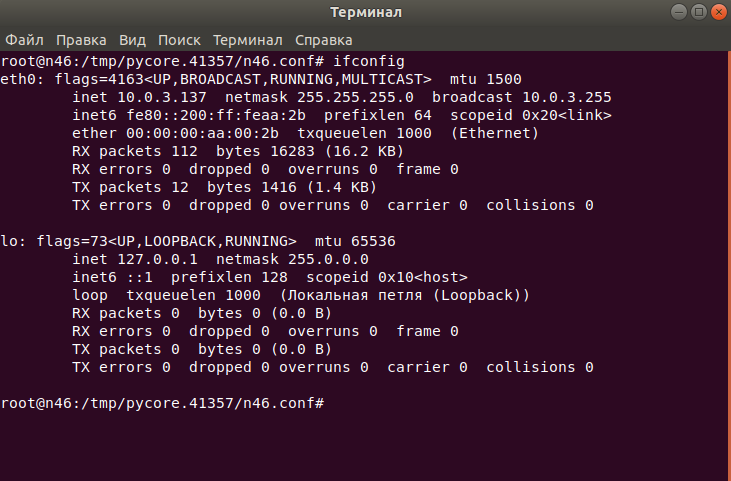 Терминал
Файл Правка Вид Поиск Терминал Справка
root@n46:/tmp/pycore.41357/n46.conf# ifconfig
eth0: flags=4163<UP,BROADCAST,RUNNING,MULTICAST>  mtu 1500
        inet 10.0.3.137  netmask 255.255.255.0  broadcast 10.0.3.255
        inet6 fe80::200:ff:feaa:2b  prefixlen 64  scopeid 0x20<link>
        ether 00:00:00:aa:00:2b  txqueuelen 1000  (Ethernet)
        RX packets 112  bytes 16283 (16.2 KB)
        RX errors 0  dropped 0  overruns 0  frame 0
        TX packets 12  bytes 1416 (1.4 KB)
        TX errors 0  dropped 0 overruns 0  carrier 0  collisions 0
lo: flags=73<UP,LOOPBACK,RUNNING>  mtu 65536
        inet 127.0.0.1  netmask 255.0.0.0
        inet6 ::1  prefixlen 128  scopeid 0x10<host>
        loop  txqueuelen 1000  (Локальная петля (Loopback))
        RX packets 0  bytes 0 (0.0 B)
        RX errors 0  dropped 0  overruns 0  frame 0
        TX packets 0  bytes 0 (0.0 B)
        TX errors 0  dropped 0 overruns 0  carrier 0  collisions 0
root@n46:/tmp/pycore.41357/n46.conf#